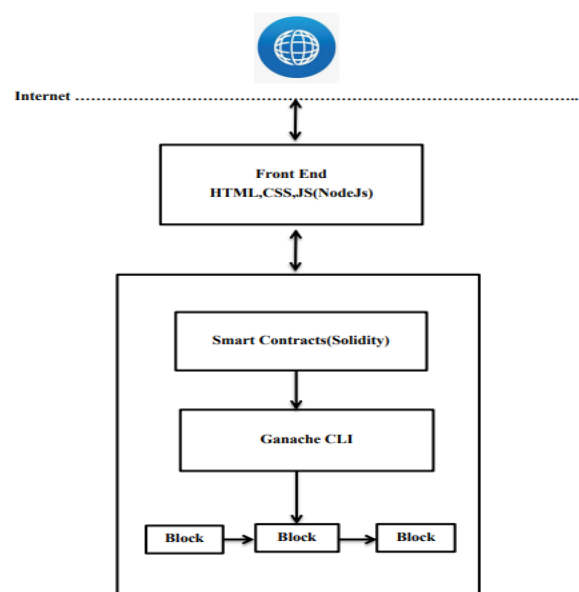 Internet ................................................................................
Front End
HTML,CSS,JS(NodeJs)
Smart Contracts(Solidity)
Ganache CLI
Block
Block
Block